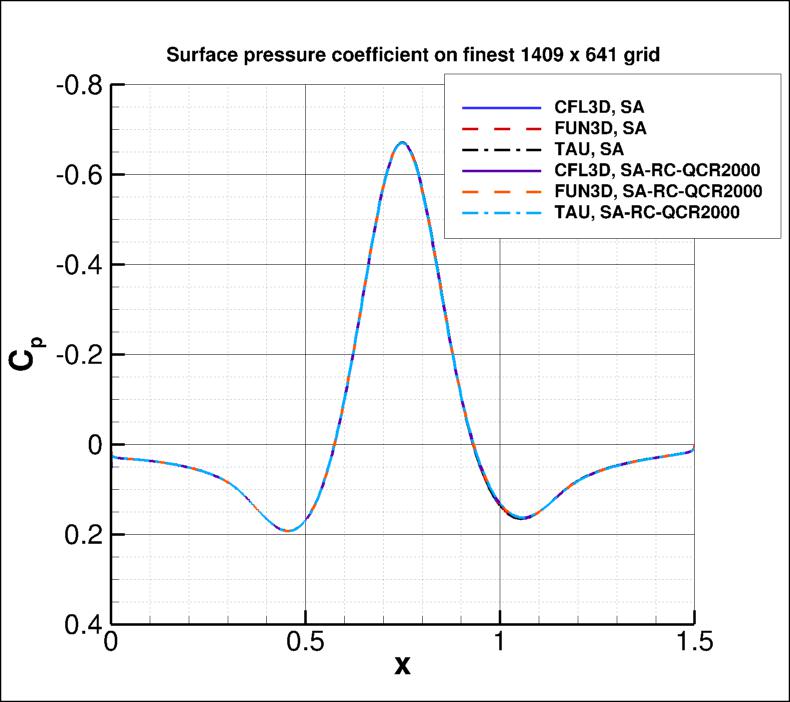 Surface pressure coefficient on finest 1409 x 641 grid
CFL3D, SA
FUN3D, SA
TAU, SA
CFL3D, SA-RC-QCR2000
FUN3D, SA-RC-QCR2000
TAU, SA-RC-QCR2000
-0.8
-0.6
-0.4
-0.2
0
0.2
0.4
Cp
0 0.5 1 1.5
x